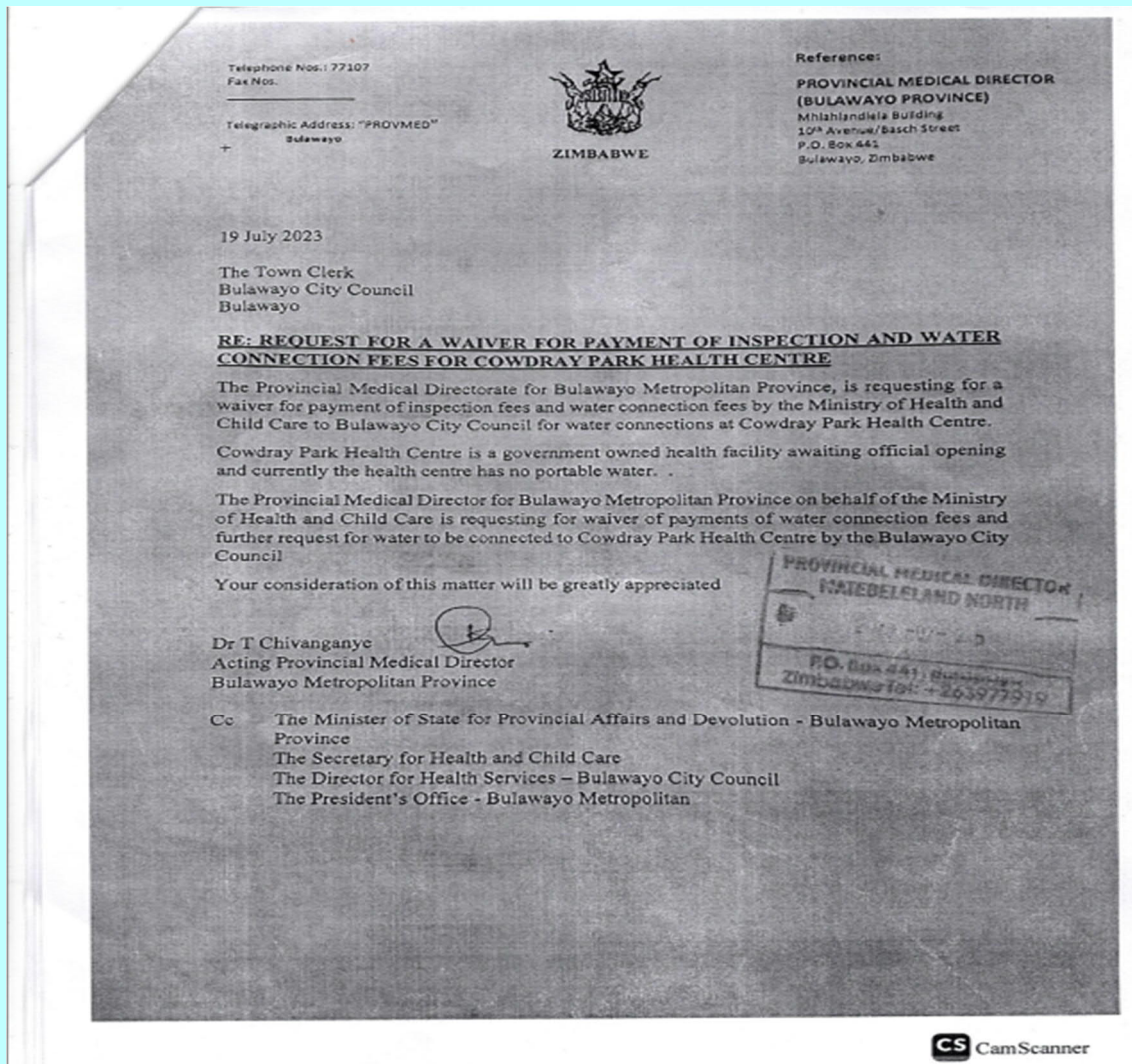 Telephone Nos.: 77107
Fax Nos.
Telegraphic Address: "PROVMED"
Bulawayo
+
ZIMBABWE
Reference:
PROVINCIAL MEDICAL DIRECTOR
(BULAWAYO PROVINCE)
Mhlahlandlela Building
10th Avenue/Basch Street
P.O. Box 441
Bulawayo, Zimbabwe
19 July 2023
The Town Clerk
Bulawayo City Council
Bulawayo
RE: REQUEST FOR A WAIVER FOR PAYMENT OF INSPECTION AND WATER
CONNECTION FEES FOR COWDRAY PARK HEALTH CENTRE
The Provincial Medical Directorate for Bulawayo Metropolitan Province, is requesting for a
waiver for payment of inspection fees and water connection fees by the Ministry of Health and
Child Care to Bulawayo City Council for water connections at Cowdray Park Health Centre.
Cowdray Park Health Centre is a government owned health facility awaiting official opening
and currently the health centre has no portable water. .
The Provincial Medical Director for Bulawayo Metropolitan Province on behalf of the Ministry
of Health and Child Care is requesting for waiver of payments of water connection fees and
further request for water to be connected to Cowdray Park Health Centre by the Bulawayo City
Council
Your consideration of this matter will be greatly appreciated
PROVINCIAL MEDICAL DIRECTOR
MATEBELELAND NORTH
P.O. Box 441, Bulawayo
Zimbabwe Tel: +263977919
Dr T Chivanganye
Acting Provincial Medical Director
Bulawayo Metropolitan Province
Cc The Minister of State for Provincial Affairs and Devolution - Bulawayo Metropolitan
Province
The Secretary for Health and Child Care
The Director for Health Services – Bulawayo City Council
The President's Office - Bulawayo Metropolitan
CS CamScanner